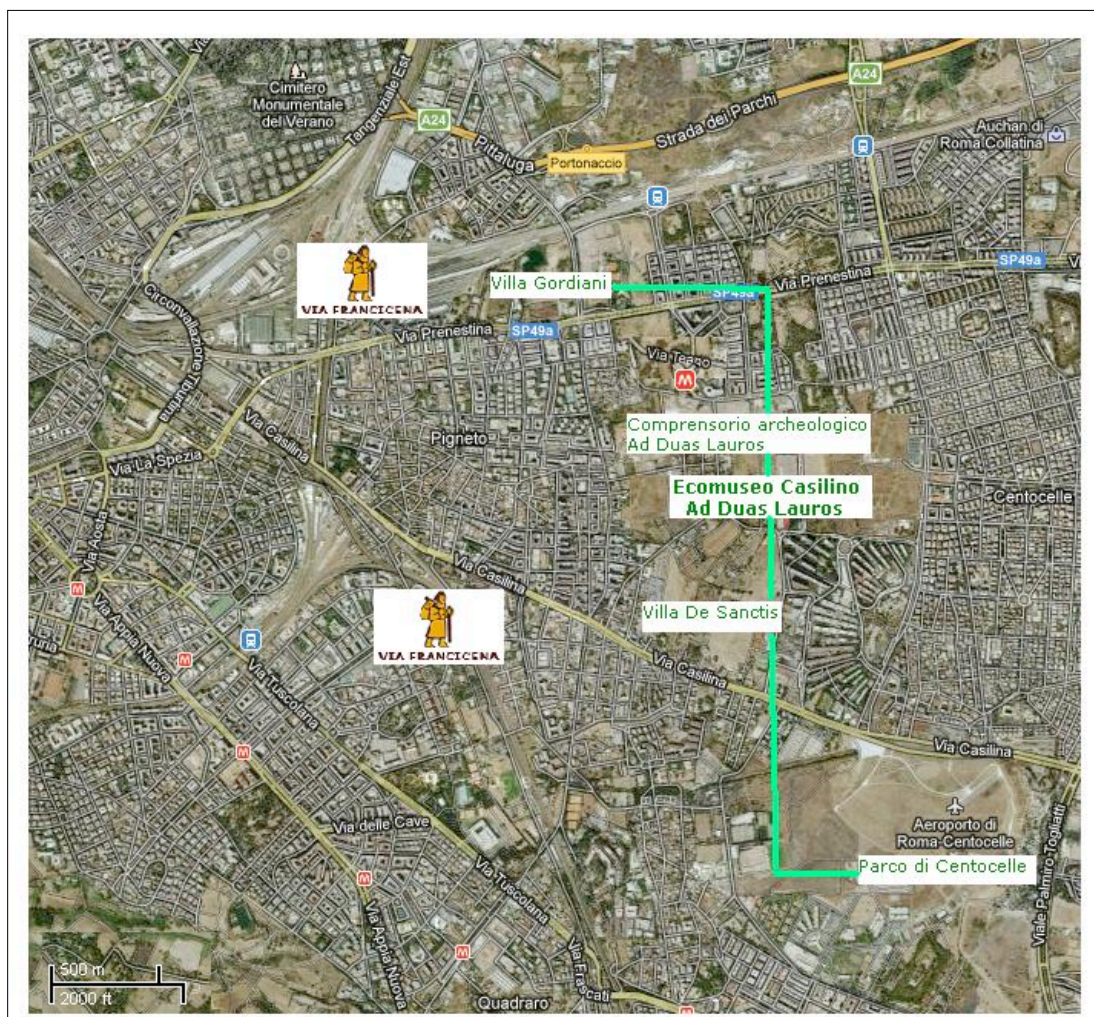 Cimitero
Monumentale
del Verano
Tangenziale Est
A24
Pittaluga
Portonaccio
Strada dei Parchi
A24
Auchan di
Roma Collatina
VIA FRANCICENA
Villa Gordiani
SP49a
Via Prenestina
SP49a
Via Prenestina
SP49a
Circonvallazione Tiburtina
Via Teano
M
Via Casilina
Pigneto
Comprensorio archeologico
Ad Duas Lauros
Via La Spezia
Ecomuseo Casilino
Ad Duas Lauros
Centocelle
Via Aosta
M
Via Casilina
VIA FRANCICENA
Villa De Sanctis
Via Appia Nuova
M
Via Tuscolana
Via Casilina
Via Casilina
M
Aeroporto di
Roma-Centocelle
Via delle Cave
Parco di Centocelle
Via Tuscolana
M
Viale Palmiro Togliatti
Via Appia Nuova
M
Via Frascati
500 m
2000 ft
Quadraro
M